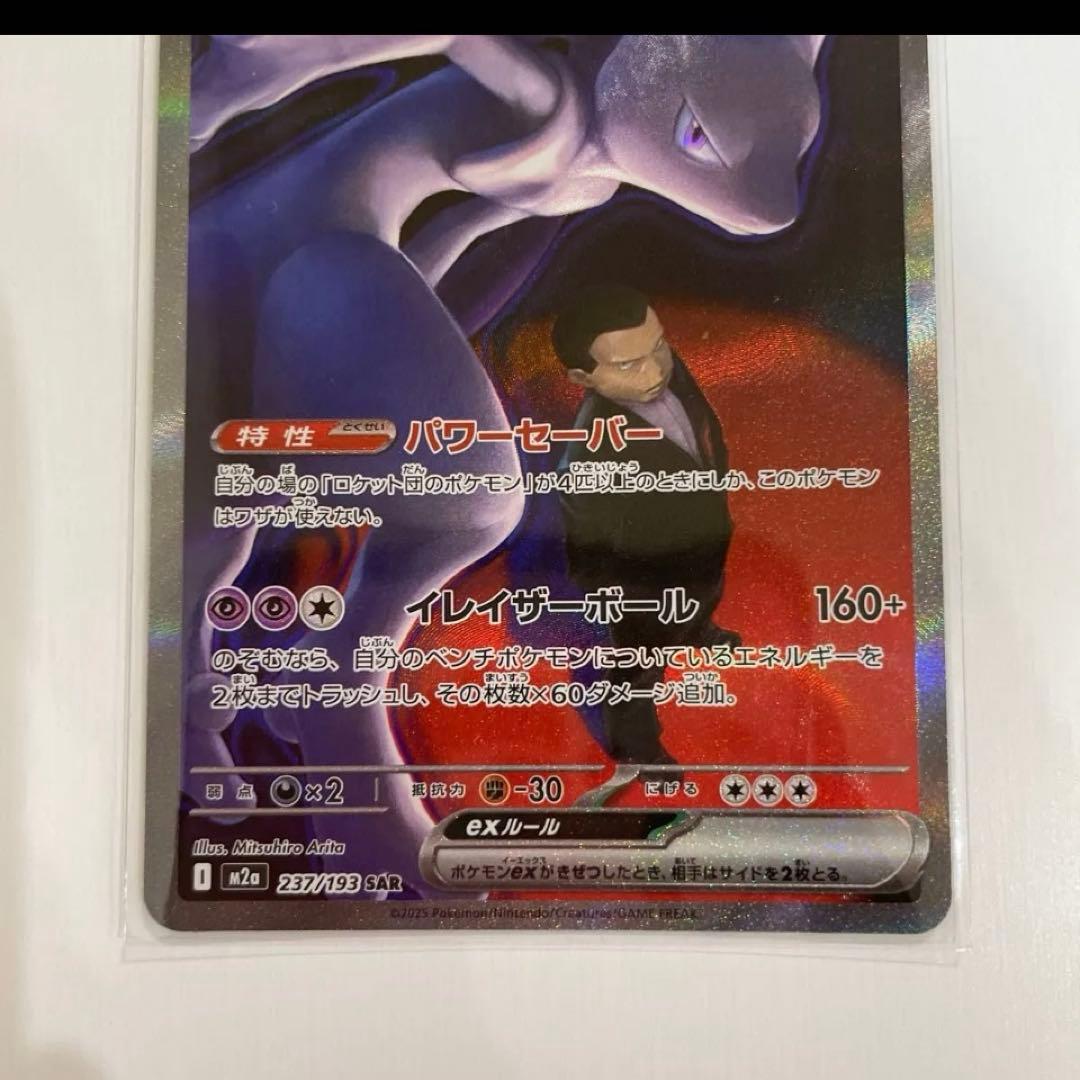 特性 とくせい パワーセーバー
自分の場の「ロケット団のポケモン」が4匹以上のときにしか、このポケモン
はワザが使えない。
イレイザーボール 160+
のぞむなら、自分のベンチポケモンについているエネルギーを
2枚までトラッシュし、その枚数×60ダメージ追加。
弱点 ×2 抵抗力 -30 にげる
exルール
ポケモンexがきぜつしたとき、相手はサイドを2枚とる。
Illus. Mitsuhiro Arita
I M2a 237/193 SAR
©2025 Pokémon/Nintendo/Creatures/GAME FREAK